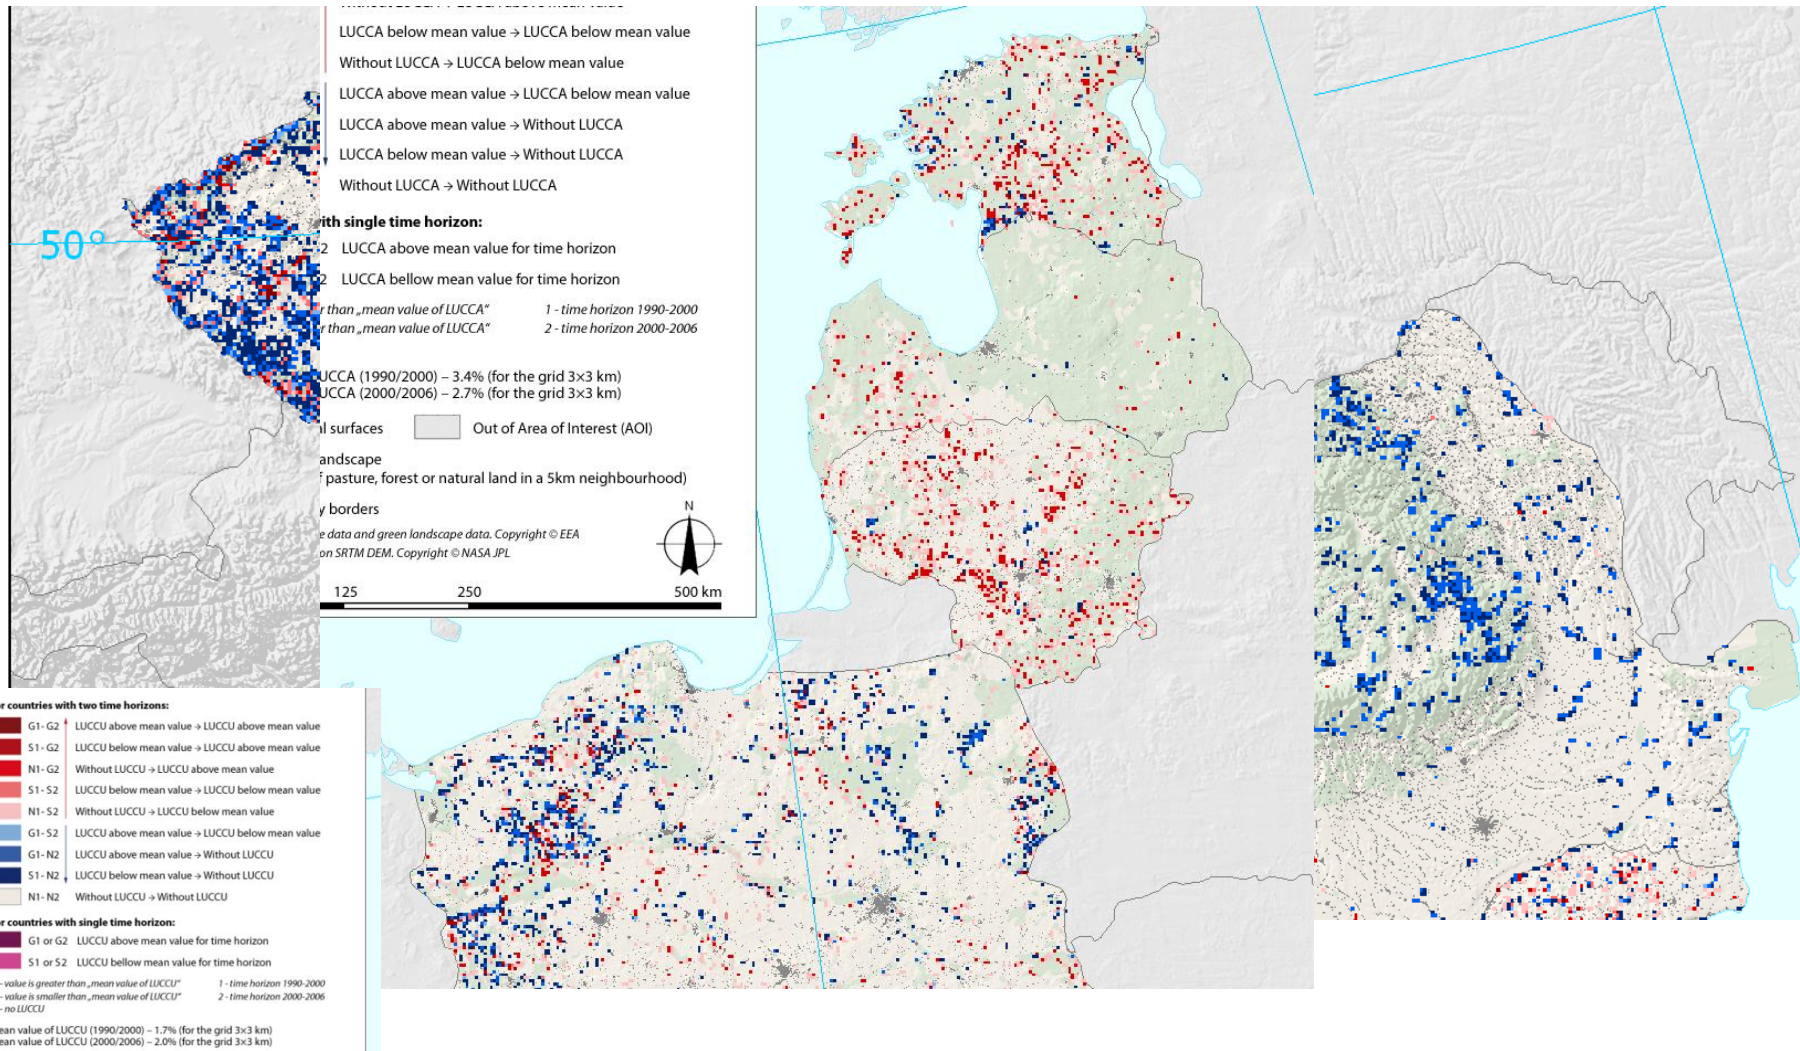 LUCCA below mean value → LUCCA below mean value
Without LUCCA → LUCCA below mean value
LUCCA above mean value → LUCCA below mean value
LUCCA above mean value → Without LUCCA
LUCCA below mean value → Without LUCCA
Without LUCCA → Without LUCCA
with single time horizon:
2 LUCCA above mean value for time horizon
2 LUCCA bellow mean value for time horizon
r than „mean value of LUCCA“ 1 - time horizon 1990-2000
r than „mean value of LUCCA“ 2 - time horizon 2000-2006
UCCA (1990/2000) – 3.4% (for the grid 3×3 km)
UCCA (2000/2006) – 2.7% (for the grid 3×3 km)
l surfaces Out of Area of Interest (AOI)
andscape
f pasture, forest or natural land in a 5km neighbourhood)
y borders
e data and green landscape data. Copyright © EEA
on SRTM DEM. Copyright © NASA JPL
N
125 250 500 km
50°
or countries with two time horizons:
G1- G2 LUCCU above mean value → LUCCU above mean value
S1- G2 LUCCU below mean value → LUCCU above mean value
N1- G2 Without LUCCU → LUCCU above mean value
S1- S2 LUCCU below mean value → LUCCU below mean value
N1- S2 Without LUCCU → LUCCU below mean value
G1- S2 LUCCU above mean value → LUCCU below mean value
G1- N2 LUCCU above mean value → Without LUCCU
S1- N2 LUCCU below mean value → Without LUCCU
N1- N2 Without LUCCU → Without LUCCU
or countries with single time horizon:
G1 or G2 LUCCU above mean value for time horizon
S1 or S2 LUCCU bellow mean value for time horizon
- value is greater than „mean value of LUCCU“ 1 - time horizon 1990-2000
- value is smaller than „mean value of LUCCU“ 2 - time horizon 2000-2006
- no LUCCU
ean value of LUCCU (1990/2000) – 1.7% (for the grid 3×3 km)
ean value of LUCCU (2000/2006) – 2.0% (for the grid 3×3 km)